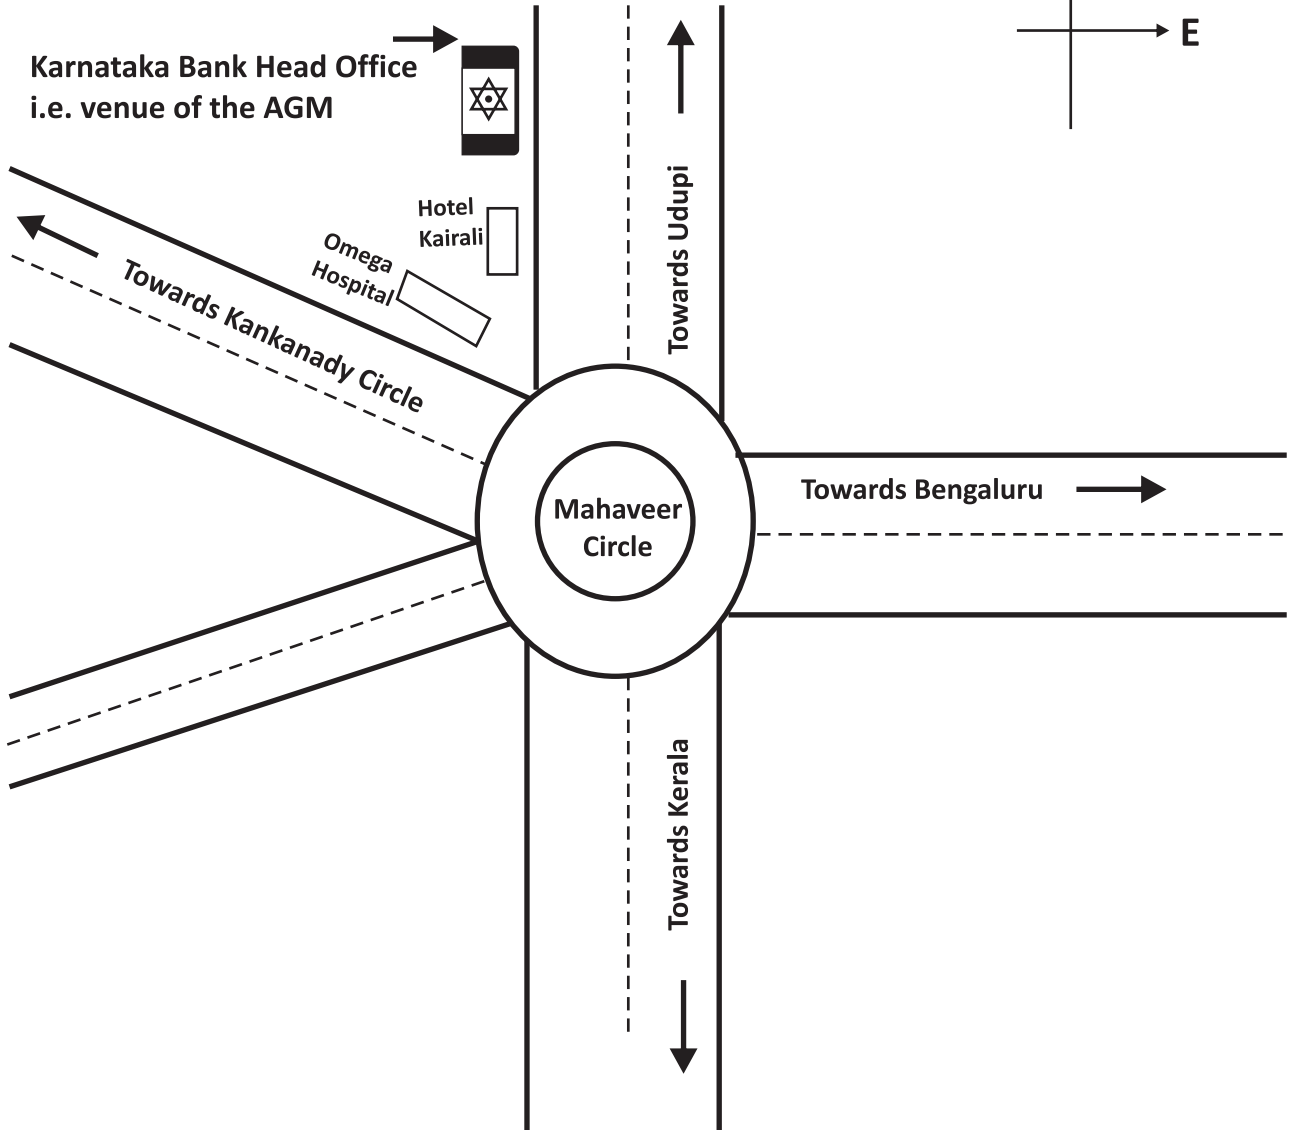 E
Karnataka Bank Head Office
i.e. venue of the AGM
Hotel
Kairali
Omega
Hospital
Towards Udupi
Towards Kankanady Circle
Towards Bengaluru
Mahaveer
Circle
Towards Kerala